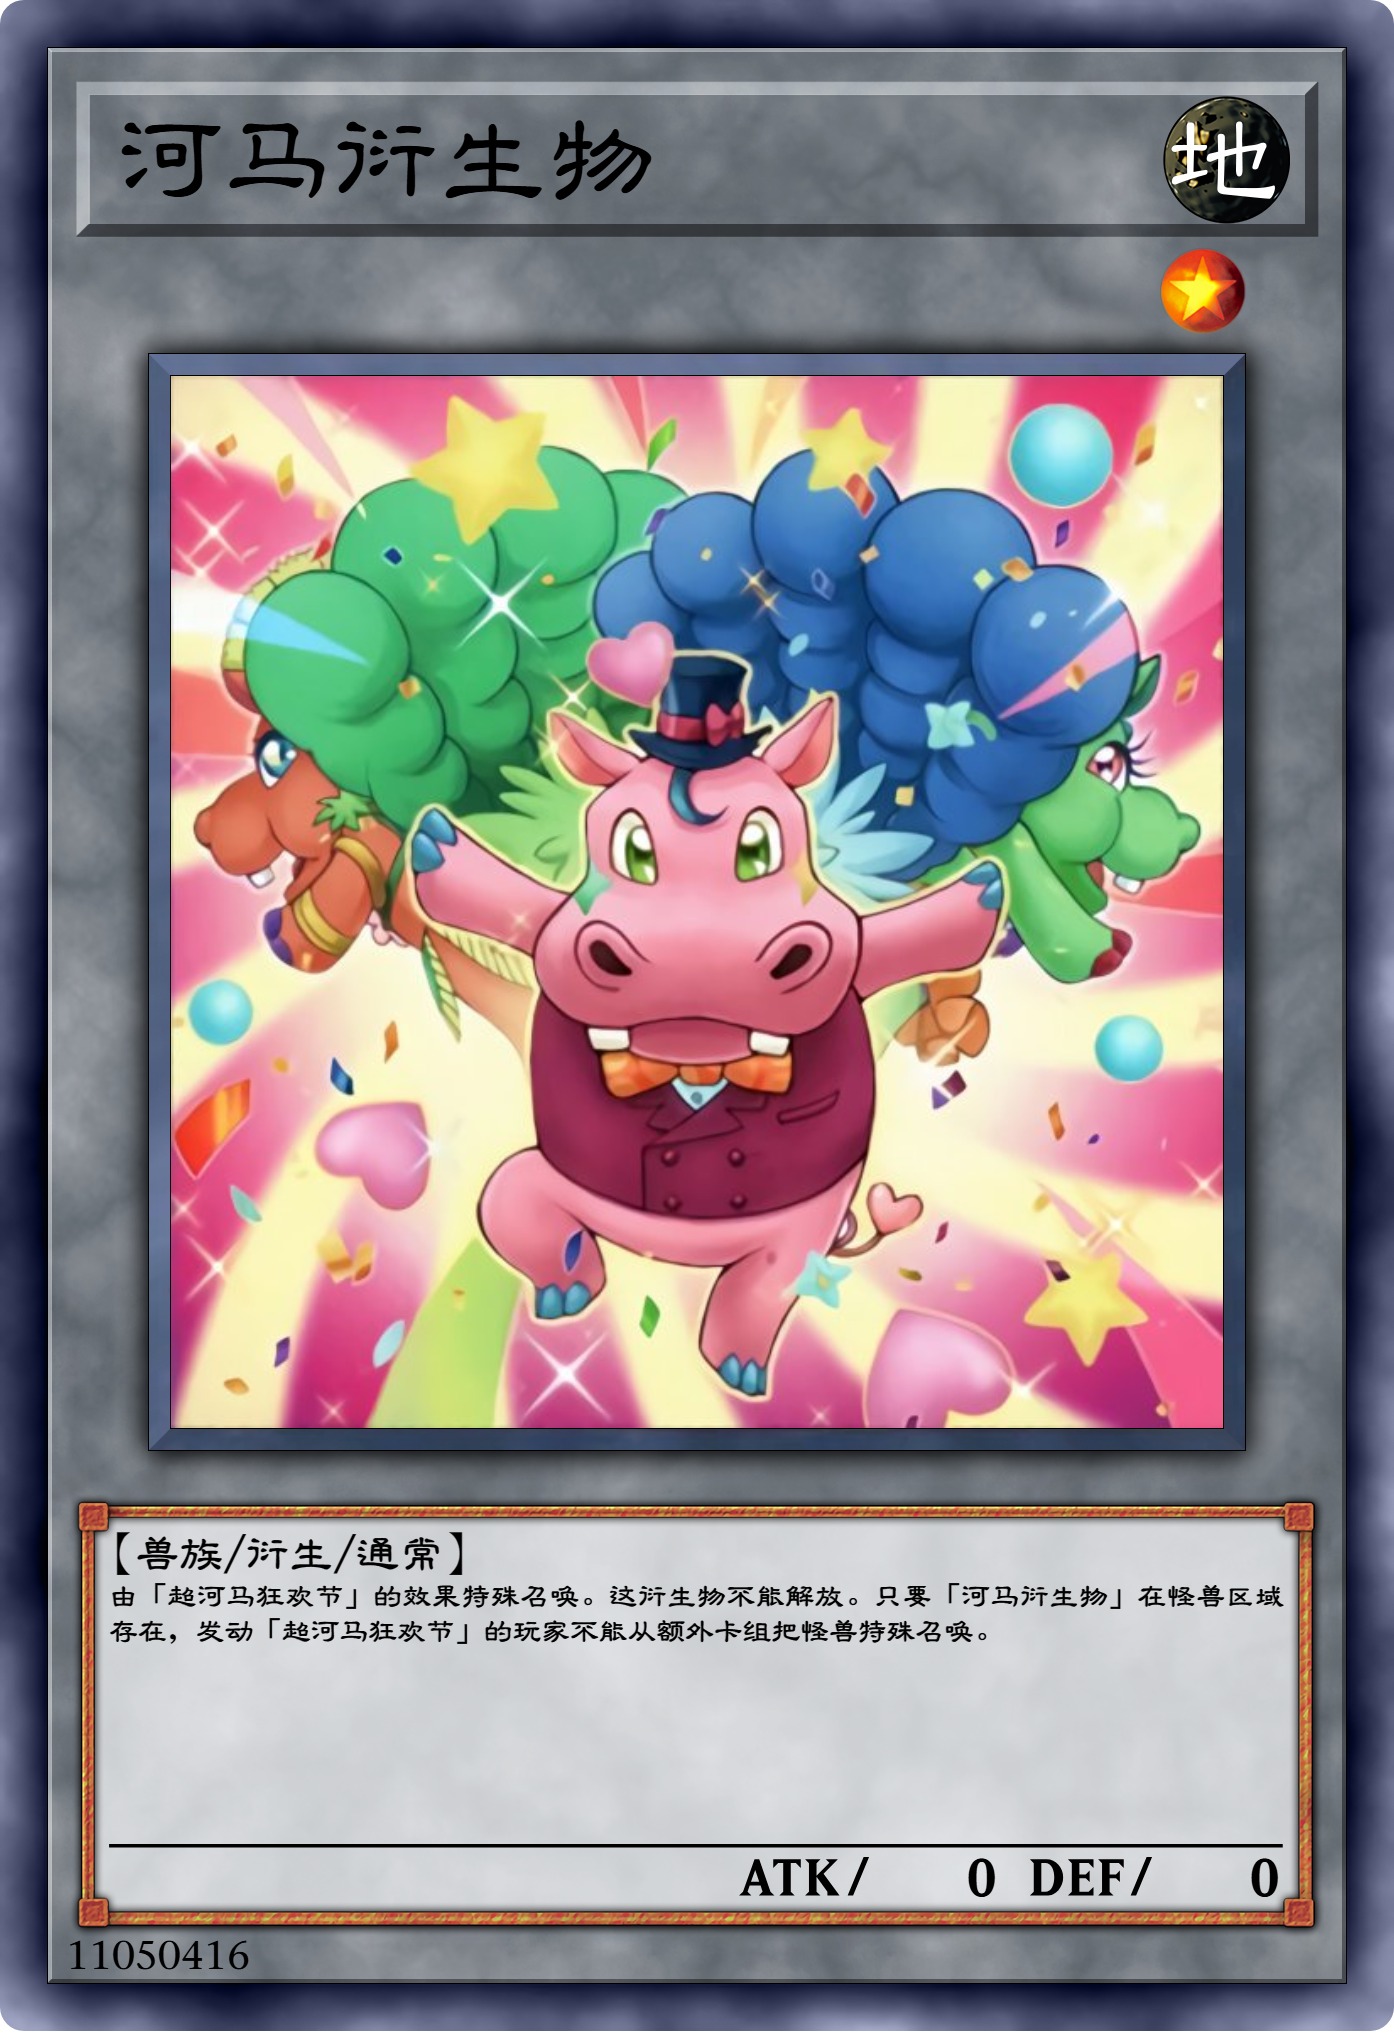 河马衍生物
地
【兽族/衍生/通常】
由「超河马狂欢节」的效果特殊召唤。这衍生物不能解放。只要「河马衍生物」在怪兽区域
存在，发动「超河马狂欢节」的玩家不能从额外卡组把怪兽特殊召唤。
ATK/ 0 DEF/ 0
11050416